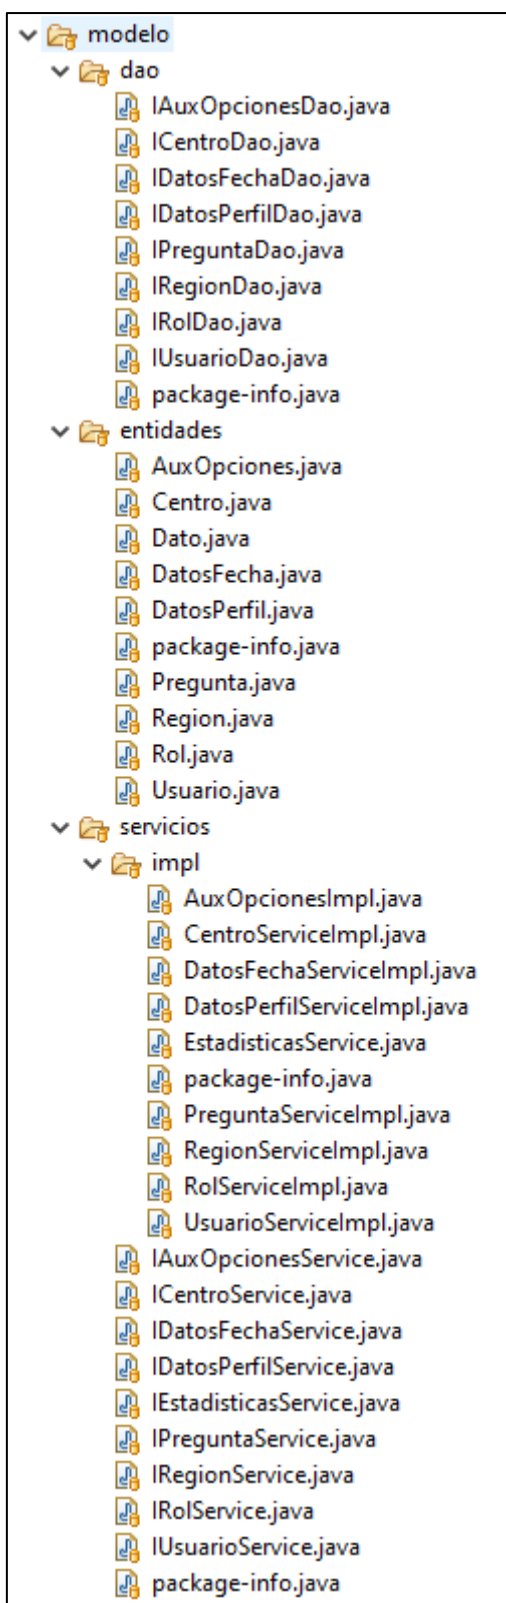 modelo
dao
IAuxOpcionesDao.java
ICentroDao.java
IDatosFechaDao.java
IDatosPerfilDao.java
IPreguntaDao.java
IRegionDao.java
IRolDao.java
IUsuarioDao.java
package-info.java
entidades
AuxOpciones.java
Centro.java
Dato.java
DatosFecha.java
DatosPerfil.java
package-info.java
Pregunta.java
Region.java
Rol.java
Usuario.java
servicios
impl
AuxOpcionesImpl.java
CentroServiceImpl.java
DatosFechaServiceImpl.java
DatosPerfilServiceImpl.java
EstadisticasService.java
package-info.java
PreguntaServiceImpl.java
RegionServiceImpl.java
RolServiceImpl.java
UsuarioServiceImpl.java
IAuxOpcionesService.java
ICentroService.java
IDatosFechaService.java
IDatosPerfilService.java
IEstadisticasService.java
IPreguntaService.java
IRegionService.java
IRolService.java
IUsuarioService.java
package-info.java